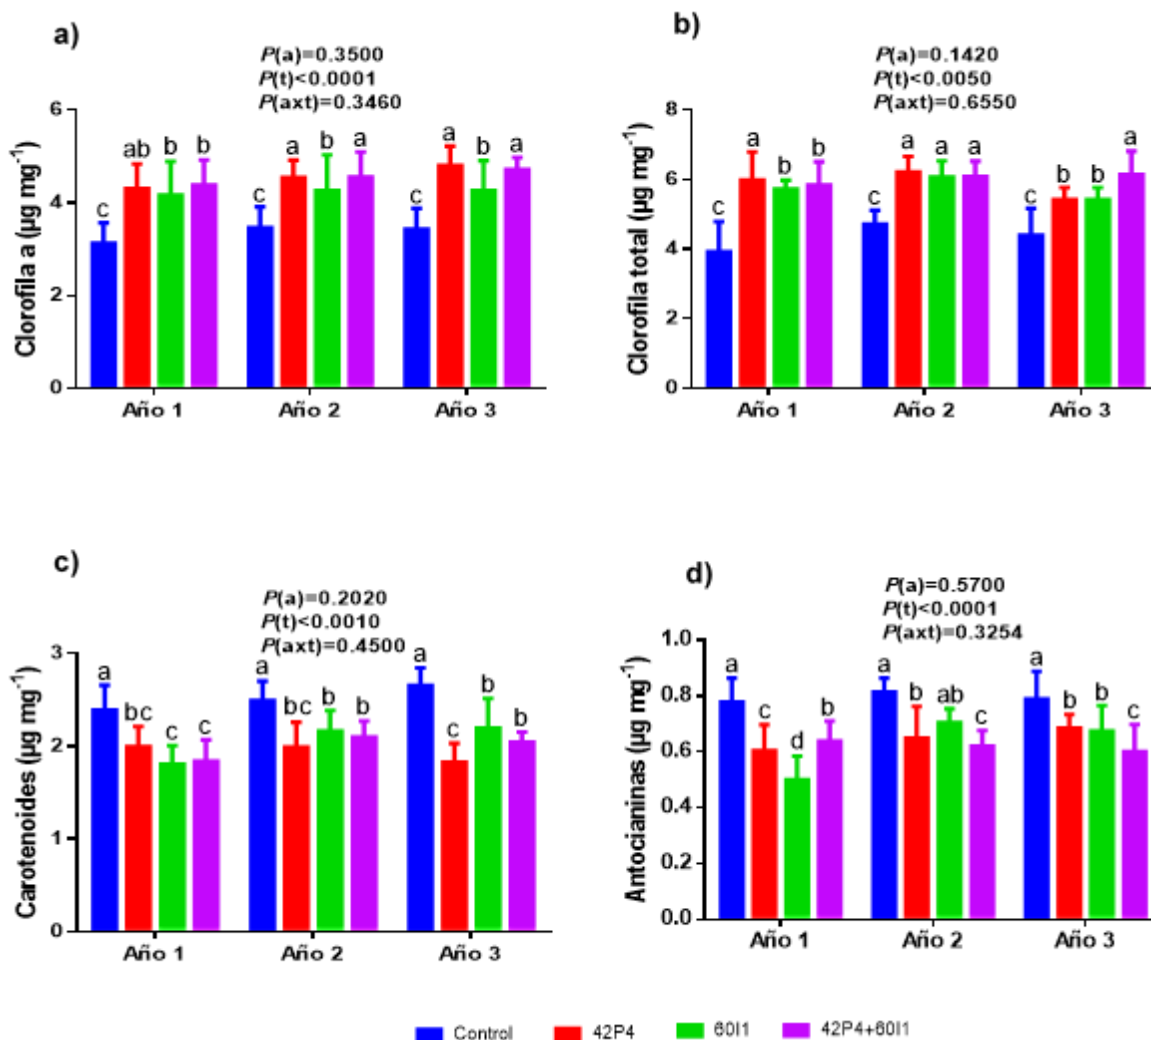 a)
P(a)=0.3500
P(t)<0.0001
P(axt)=0.3460
Clorofila a (µg mg-1)
6
4
2
0
c ab b b
c a b a
c a b a
Año 1 Año 2 Año 3
b)
P(a)=0.1420
P(t)<0.0050
P(axt)=0.6550
Clorofila total (µg mg-1)
8
6
4
2
0
c a b b
c a a a
c b b a
Año 1 Año 2 Año 3
c)
P(a)=0.2020
P(t)<0.0010
P(axt)=0.4500
Carotenoides (µg mg-1)
3
2
1
0
a bc c c
a bc b b
a c b b
Año 1 Año 2 Año 3
d)
P(a)=0.5700
P(t)<0.0001
P(axt)=0.3254
Antocianinas (µg mg-1)
1.0
0.8
0.6
0.4
0.2
0.0
a c d b
a b ab c
a b b c
Año 1 Año 2 Año 3
Control 42P4 60I1 42P4+60I1